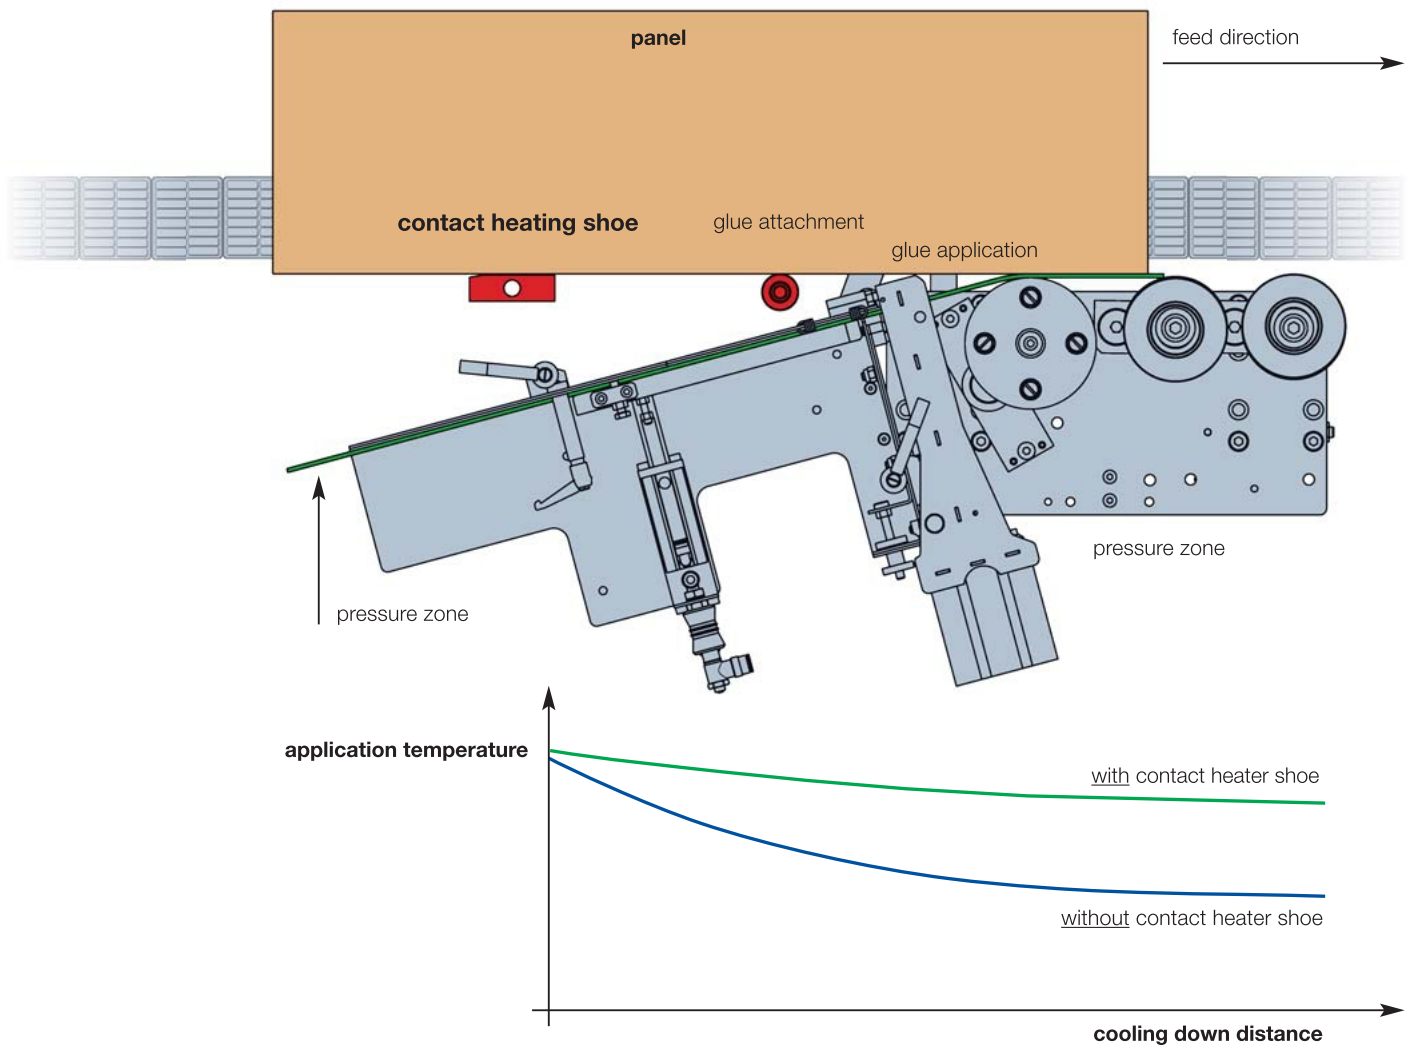 panel
feed direction
contact heating shoe
glue attachment
glue application
pressure zone
pressure zone
application temperature
with contact heater shoe
without contact heater shoe
cooling down distance